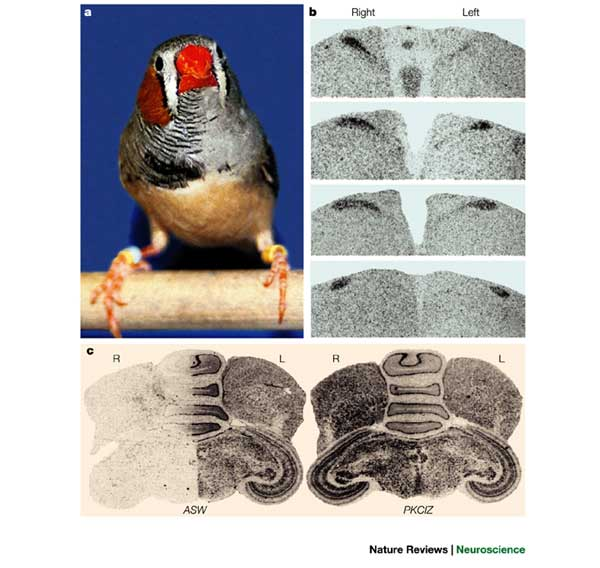 a
b
Right Left
c
R L R L
ASW PKCIZ
Nature Reviews | Neuroscience